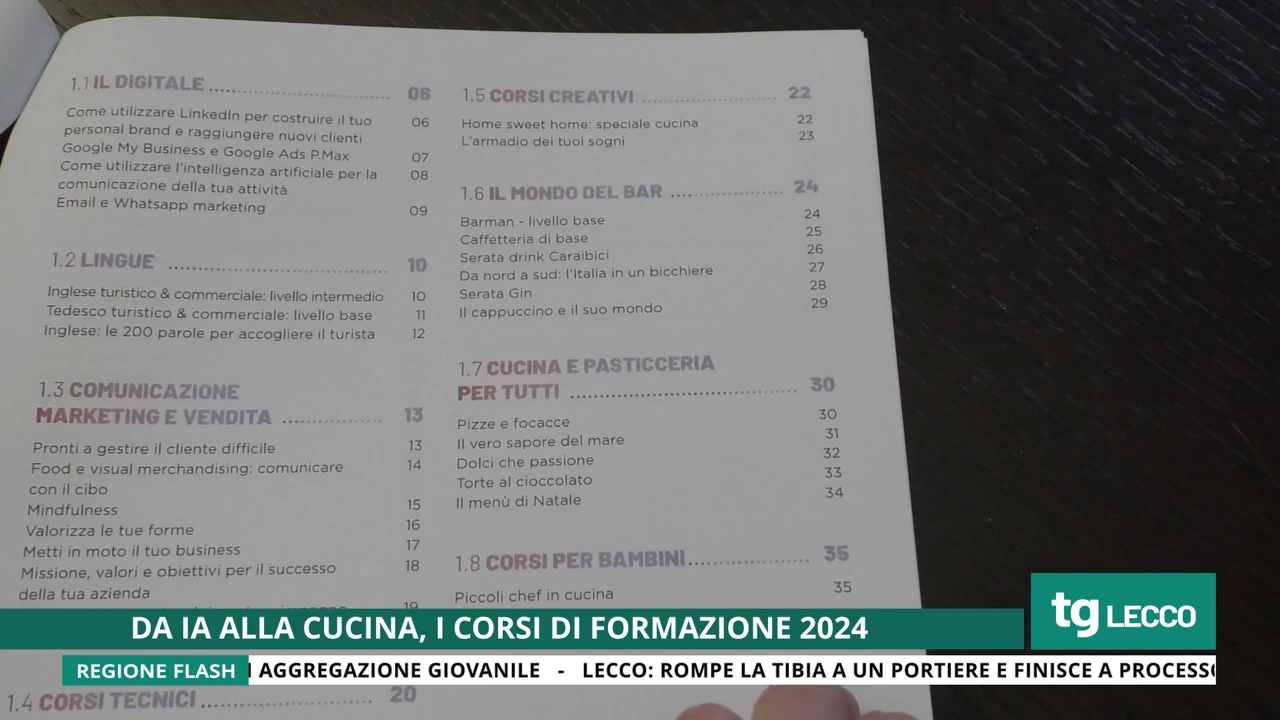 1.1 IL DIGITALE ........................ 06
Come utilizzare LinkedIn per costruire il tuo 06
personal brand e raggiungere nuovi clienti
Google My Business e Google Ads P.Max 07
Come utilizzare l'intelligenza artificiale per la 08
comunicazione della tua attività
Email e Whatsapp marketing 09
1.2 LINGUE ........................ 10
Inglese turistico & commerciale: livello intermedio 10
Tedesco turistico & commerciale: livello base 11
Inglese: le 200 parole per accogliere il turista 12
1.3 COMUNICAZIONE
MARKETING E VENDITA ........................ 13
Pronti a gestire il cliente difficile 13
Food e visual merchandising: comunicare 14
con il cibo
Mindfulness 15
Valorizza le tue forme 16
Metti in moto il tuo business 17
Missione, valori e obiettivi per il successo 18
della tua azienda
19
1.4 CORSI TECNICI ........................ 20
1.5 CORSI CREATIVI ........................ 22
Home sweet home: speciale cucina 22
L'armadio dei tuoi sogni 23
1.6 IL MONDO DEL BAR ........................ 24
Barman - livello base 24
Caffetteria di base 25
Serata drink Caraibici 26
Da nord a sud: l'Italia in un bicchiere 27
Serata Gin 28
Il cappuccino e il suo mondo 29
1.7 CUCINA E PASTICCERIA
PER TUTTI ........................ 30
Pizze e focacce 30
Il vero sapore del mare 31
Dolci che passione 32
Torte al cioccolato 33
Il menù di Natale 34
1.8 CORSI PER BAMBINI ........................ 35
Piccoli chef in cucina 35
DA IA ALLA CUCINA, I CORSI DI FORMAZIONE 2024
tg LECCO
REGIONE FLASH AGGREGAZIONE GIOVANILE - LECCO: ROMPE LA TIBIA A UN PORTIERE E FINISCE A PROCESSO